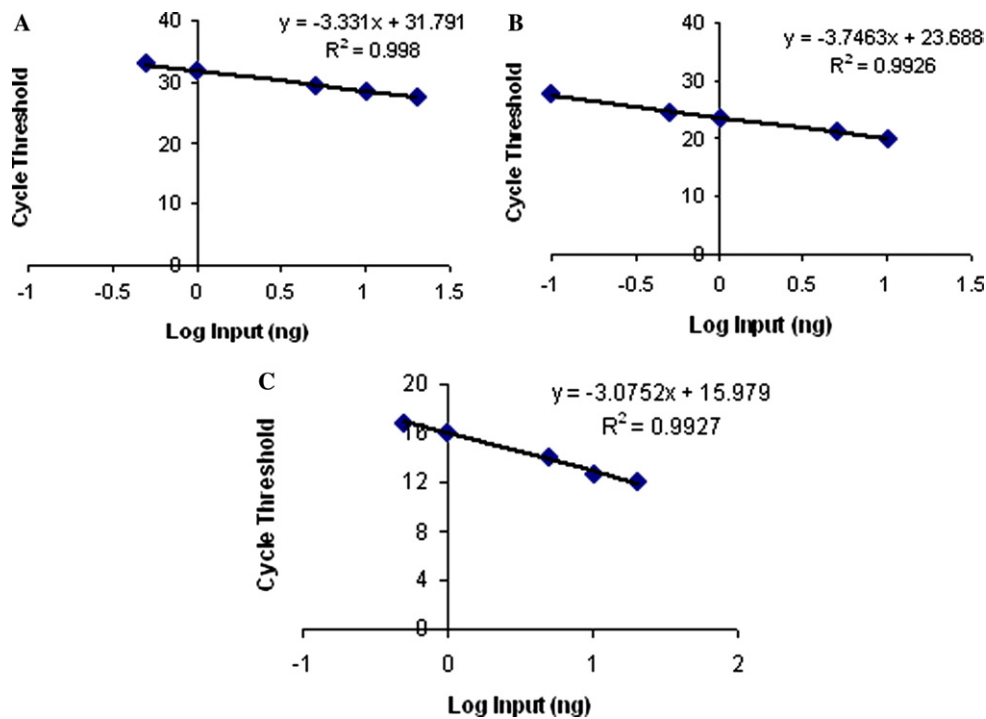 A
40
30
20
10
0
y = -3.331x + 31.791
R² = 0.998
Cycle Threshold
-1
-0.5
0
0.5
1
1.5
Log Input (ng)
B
40
30
20
10
0
y = -3.7463x + 23.688
R² = 0.9926
Cycle Threshold
-1
-0.5
0
0.5
1
1.5
Log Input (ng)
C
20
16
12
8
4
0
y = -3.0752x + 15.979
R² = 0.9927
Cycle Threshold
-1
0
1
2
Log Input (ng)